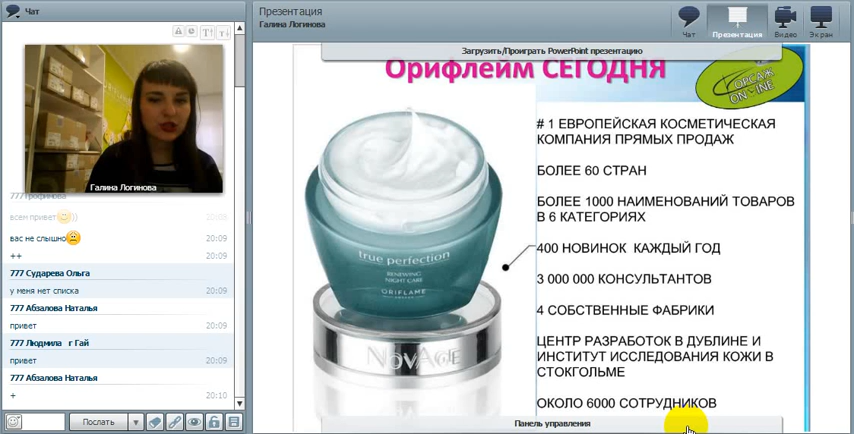 Чат
Галина Логинова
777трофимова
всем привет
))
20:09
вас не слышно
20:09
++
20:09
777 Сударева Ольга
у меня нет списка
20:09
777 Абзалова Наталья
привет
20:09
777 Людмила г Гай
привет
20:09
777 Абзалова Наталья
+
20:10
Послать
Презентация
Галина Логинова
Чат
Презентация
Видео
Экран
Загрузить/Проиграть PowerPoint презентацию
Орифлейм СЕГОДНЯ
ФОРСАЖ
ON-LINE
true perfection
RENEWING
NIGHT CARE
ORIFLAME
NOVAGE
# 1 ЕВРОПЕЙСКАЯ КОСМЕТИЧЕСКАЯ
КОМПАНИЯ ПРЯМЫХ ПРОДАЖ
БОЛЕЕ 60 СТРАН
БОЛЕЕ 1000 НАИМЕНОВАНИЙ ТОВАРОВ
В 6 КАТЕГОРИЯХ
400 НОВИНОК КАЖДЫЙ ГОД
3 000 000 КОНСУЛЬТАНТОВ
4 СОБСТВЕННЫЕ ФАБРИКИ
ЦЕНТР РАЗРАБОТОК В ДУБЛИНЕ И
ИНСТИТУТ ИССЛЕДОВАНИЯ КОЖИ В
СТОКГОЛЬМЕ
ОКОЛО 6000 СОТРУДНИКОВ
Панель управления